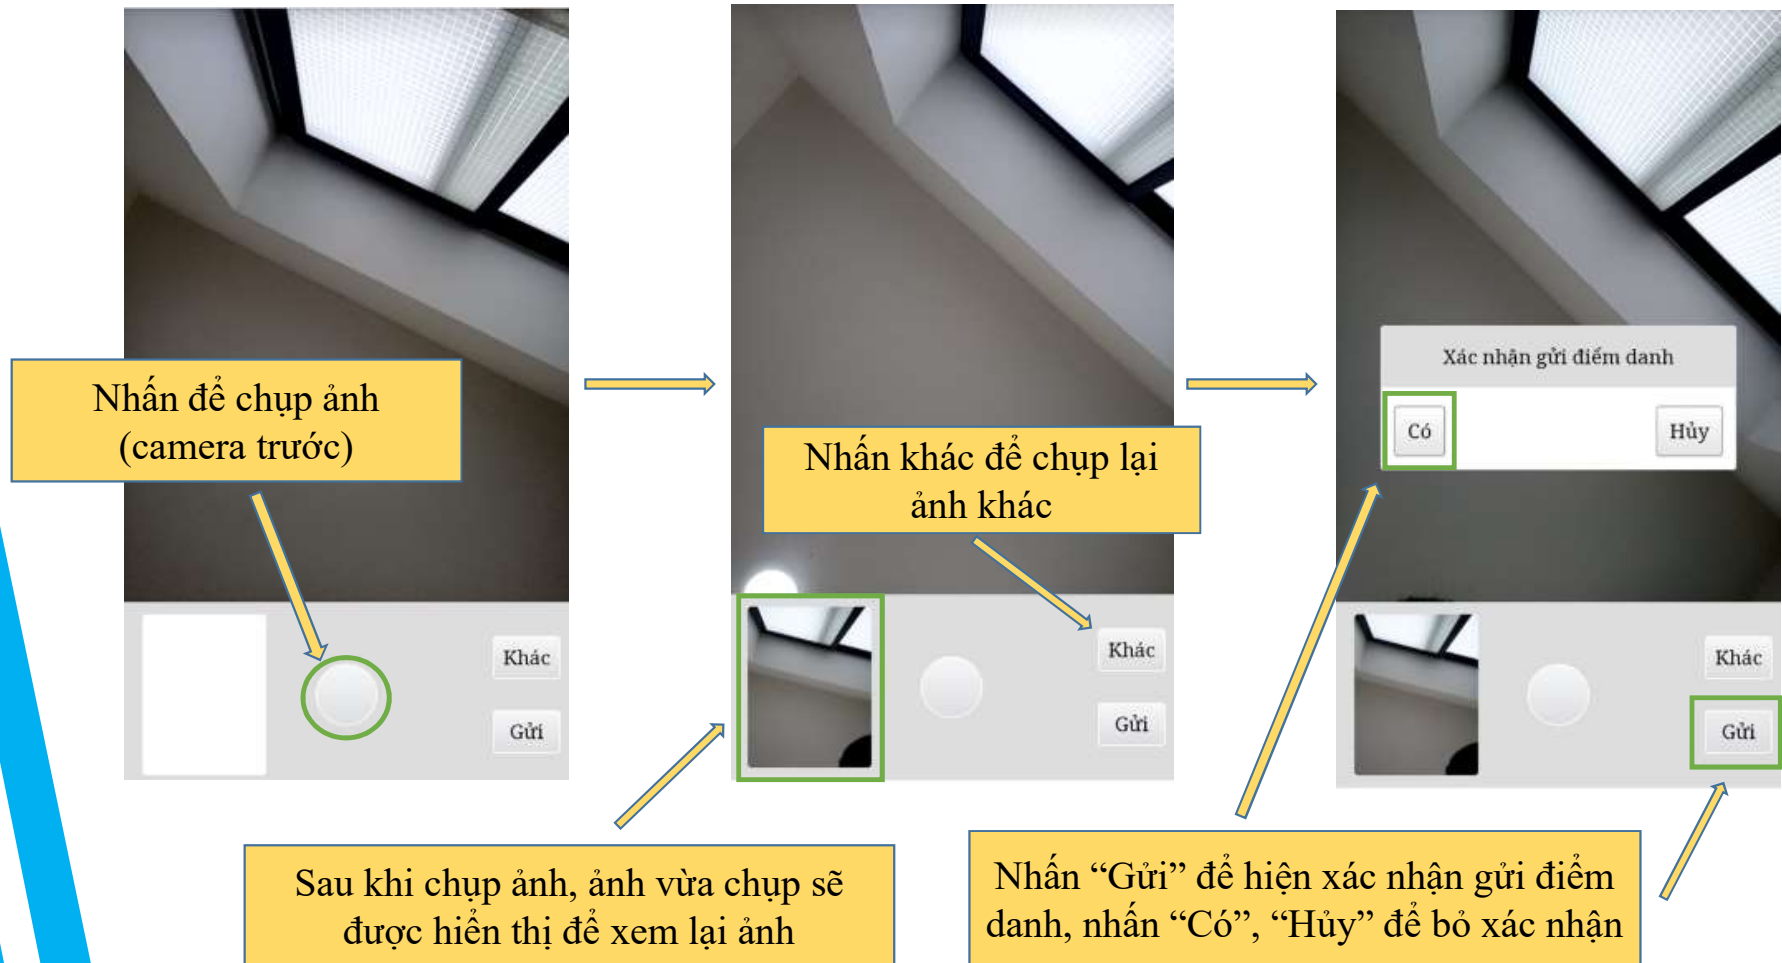 Nhấn để chụp ảnh
(camera trước)
Khác
Gửi
Nhấn khác để chụp lại
ảnh khác
Khác
Gửi
Sau khi chụp ảnh, ảnh vừa chụp sẽ
được hiển thị để xem lại ảnh
Xác nhận gửi điểm danh
Có
Hủy
Khác
Gửi
Nhấn “Gửi” để hiện xác nhận gửi điểm
danh, nhấn “Có”, “Hủy” để bỏ xác nhận